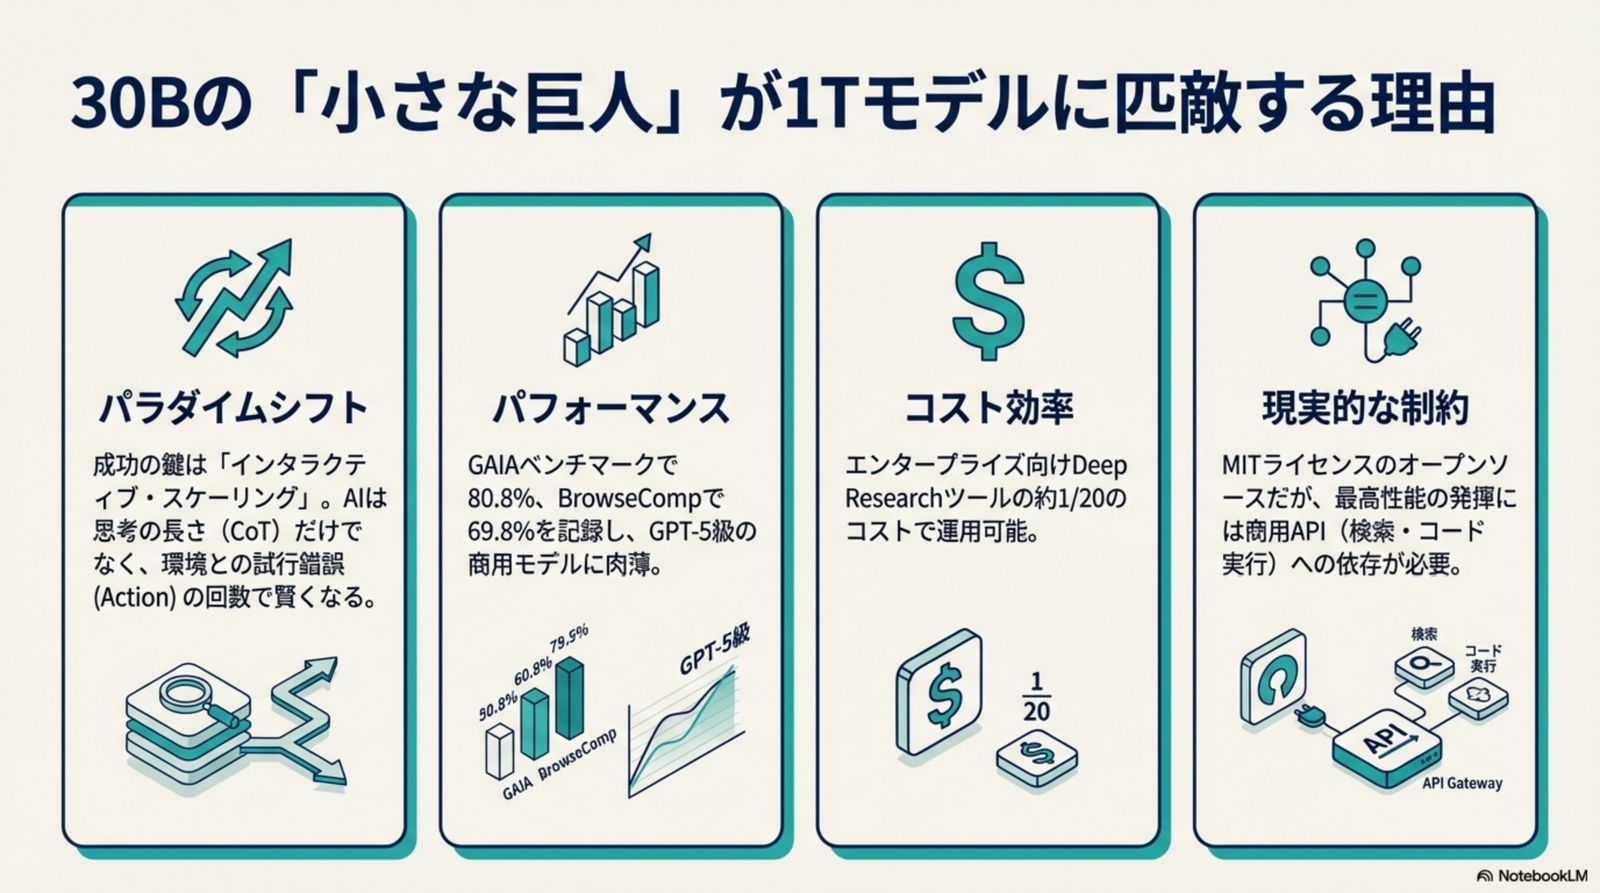 30Bの「小さな巨人」が1Tモデルに匹敵する理由
パラダイムシフト
成功の鍵は「インタラクテ
ィブ・スケーリング」。AIは
思考の長さ（CoT）だけで
なく、環境との試行錯誤
(Action) の回数で賢くなる。
パフォーマンス
GAIAベンチマークで
80.8%、BrowseCompで
69.8%を記録し、GPT-5級の
商用モデルに肉薄。
60.8%
GAIA BrowseComp
GPT-5級
コスト効率
エンタープライズ向けDeep
Researchツールの約1/20の
コストで運用可能。
$
1
20
$
現実的な制約
MITライセンスのオープンソ
ースだが、最高性能の発揮に
は商用API（検索・コード
実行）への依存が必要。
検索
コード
実行
API
API Gateway
NotebookLM